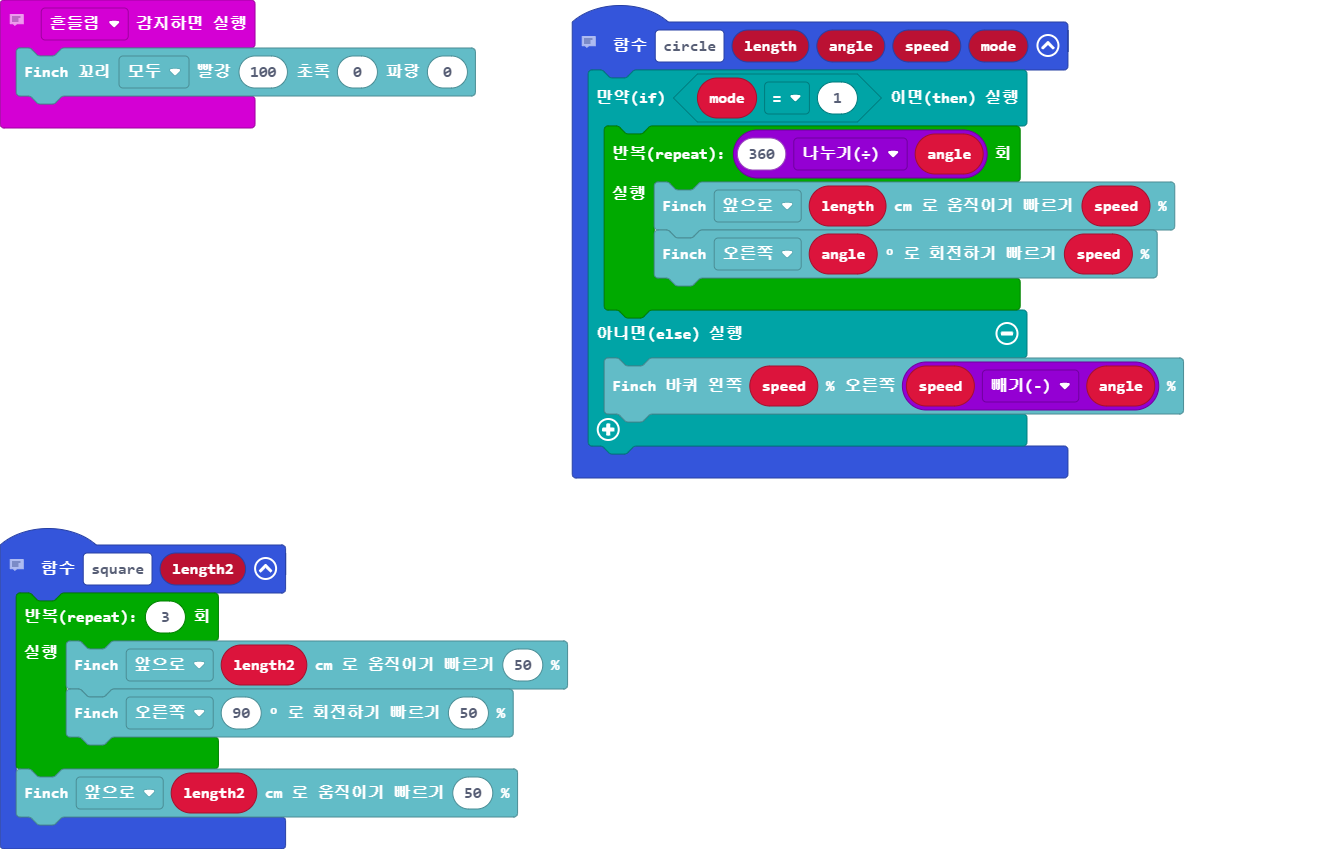 흔들림 감지하면 실행
Finch 꼬리 모두 빨강 100 초록 0 파랑 0
함수 circle length angle speed mode
만약(if) mode = 1 이면(then) 실행
반복(repeat): 360 나누기(÷) angle 회
실행
Finch 앞으로 length cm 로 움직이기 빠르기 speed %
Finch 오른쪽 angle º 로 회전하기 빠르기 speed %
아니면(else) 실행
Finch 바퀴 왼쪽 speed % 오른쪽 speed 빼기(-) angle %
함수 square length2
반복(repeat): 3 회
실행
Finch 앞으로 length2 cm 로 움직이기 빠르기 50 %
Finch 오른쪽 90 º 로 회전하기 빠르기 50 %
Finch 앞으로 length2 cm 로 움직이기 빠르기 50 %